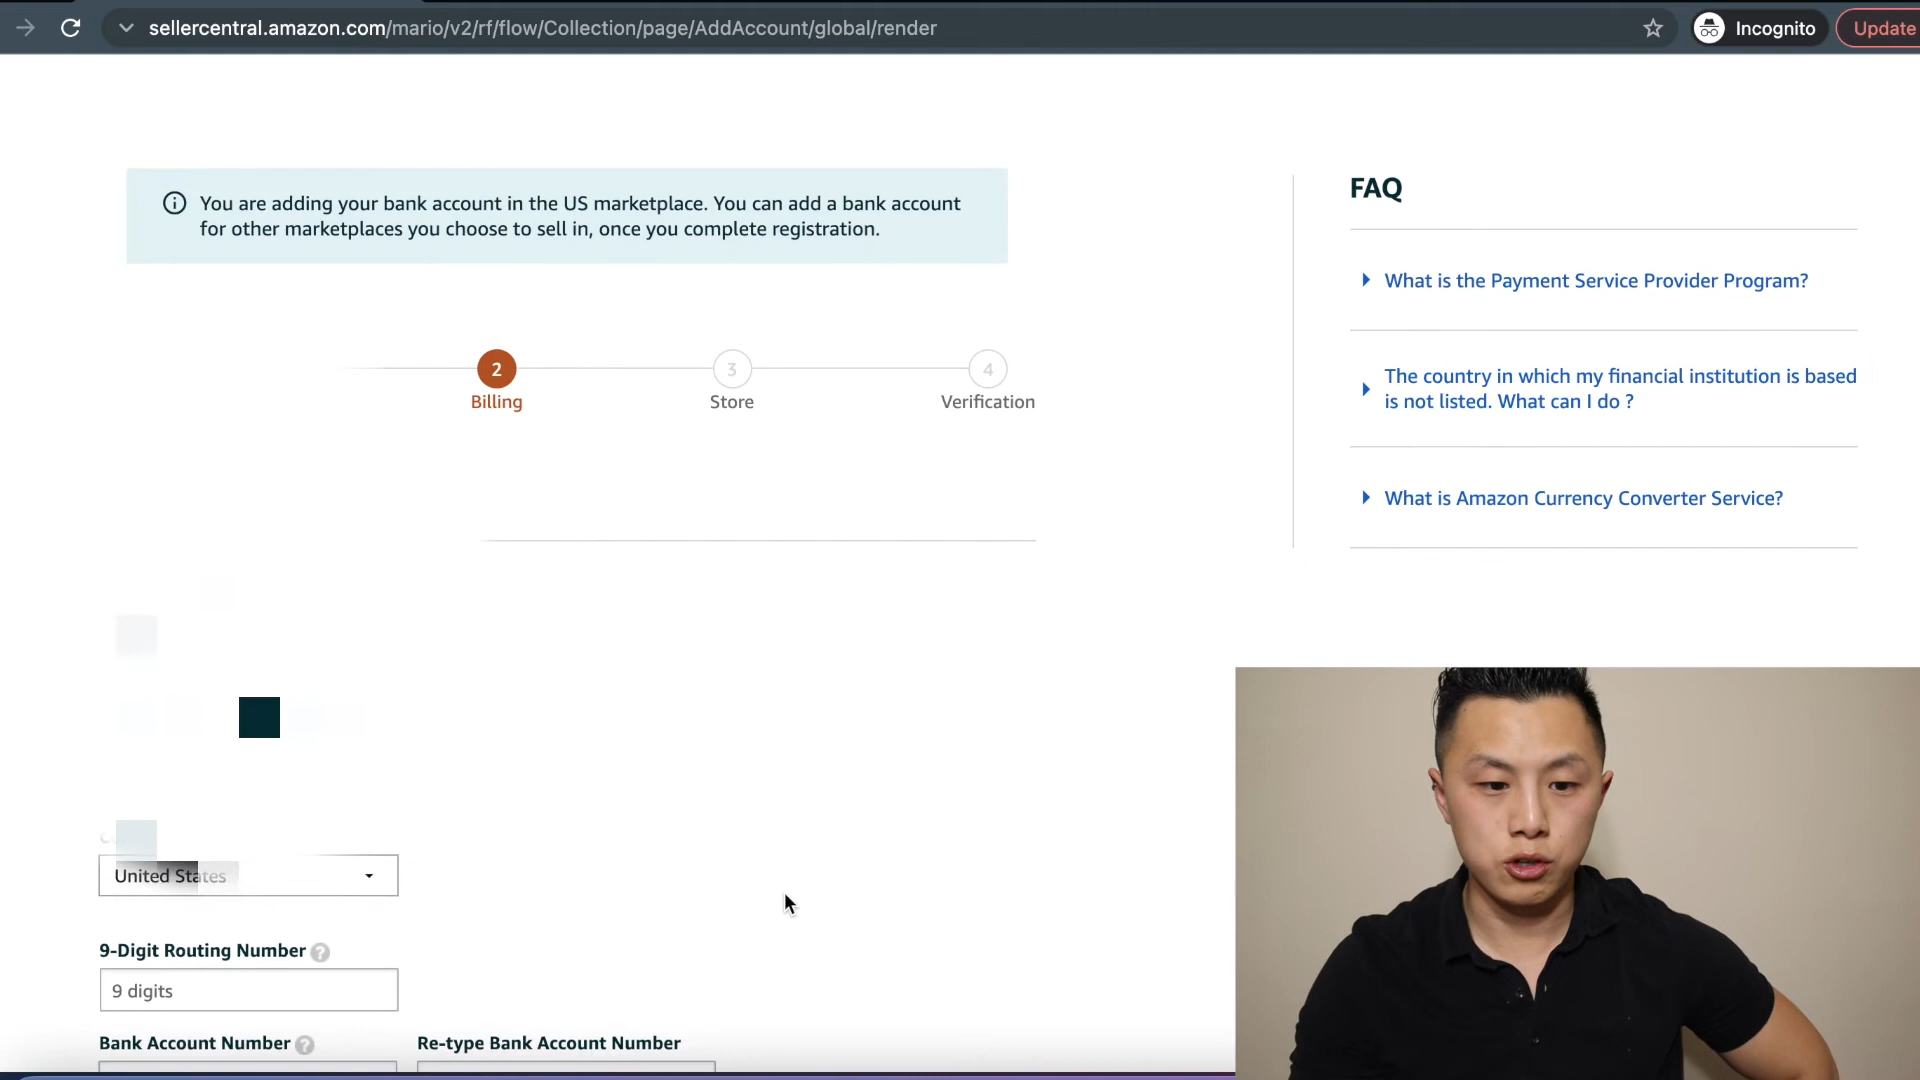 sellercentral.amazon.com/mario/v2/rf/flow/Collection/page/AddAccount/global/render
Incognito
Update
You are adding your bank account in the US marketplace. You can add a bank account
for other marketplaces you choose to sell in, once you complete registration.
2
3
4
Billing
Store
Verification
FAQ
What is the Payment Service Provider Program?
The country in which my financial institution is based
is not listed. What can I do ?
What is Amazon Currency Converter Service?
United States
9-Digit Routing Number ?
9 digits
Bank Account Number ?
Re-type Bank Account Number